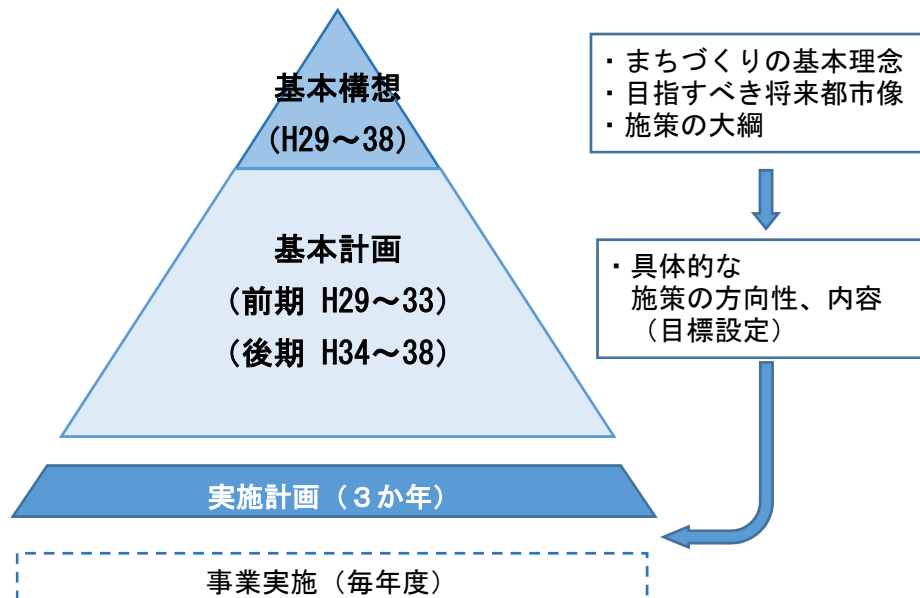 基本構想
(H29～38)
・まちづくりの基本理念
・目指すべき将来都市像
・施策の大綱
基本計画
(前期 H29～33)
(後期 H34～38)
・具体的な
施策の方向性、内容
（目標設定）
実施計画（３か年）
事業実施（毎年度）